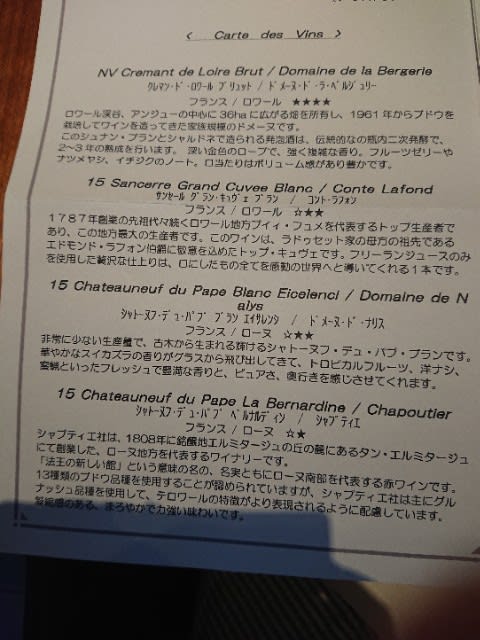 < Carte des Vins >
NV Cremant de Loire Brut / Domaine de la Bergerie
クレマン・ド・ロワール ブリュット / ドメーヌ・ド・ラ・ベルジュリー
フランス / ロワール ★★★★
ロワール渓谷、アンジューの中心に36haに広がる畑を所有し、1961年からブドウを
栽培してワインを造ってきた家族規模のドメーヌです。
このシュナン・ブランとシャルドネで造られる発泡酒は、伝統的な瓶内二次発酵で、
2～3年の熟成を行います。 深い金色のローブで、強く複雑な香り。フルーツゼリーや
ナツメヤシ、イチジクのノート。口当たりはボリューム感があり豊かです。
15 Sancerre Grand Cuvee Blanc / Conte Lafond
サンセール グラン・キュヴェ ブラン / コント・ラフォン
フランス / ロワール ☆★★
1787年創業の先祖代々続くロワール地方プイィ・フュメを代表するトップ生産者で
あり、この地方最大の生産者です。このワインは、ラドゥセット家の母方の祖先である
エドモンド・ラフォン伯爵に敬意を込めたトップ・キュヴェです。フリーランジュースのみ
を使用した贅沢な仕上りは、口にしたもの全てを感動の世界へと導いてくれる1本です。
15 Chateauneuf du Pape Blanc Eicelenci / Domaine de N
alys
シャトーヌフ・デュ・パプ ブラン エイサレンタ / ドメーヌ・ド・ナリス
フランス / ローヌ ☆★★
非常に少ない生産量で、古木から生まれる輝けるシャトーヌフ・デュ・パプ・ブランです。
華やかなスイカズラの香りがグラスから飛び出してきて、トロピカルフルーツ、洋ナシ、
蜜蝋といったフレッシュで豊満な香りと、ピュアさ、奥行きを感じさせてくれます。
15 Chateauneuf du Pape La Bernardine / Chapoutier
シャトーヌフ・デュ・パプ ベルナルディン / シャプティエ
フランス / ローヌ ☆★
シャプティエ社は、1808年に銘醸地エルミタージュの丘の麓にあるタン・エルミタージュ
にて創業した、ローヌ地方を代表するワイナリーです。
「法王の新しい館」という意味の名の、名実ともにローヌ南部を代表する赤ワインです。
13種類のブドウ品種を使用することが認められていますが、シャプティエ社は主にグル
ナッシュ品種を使用して、テロワールの特徴がより表現されるように配慮しています。
凝縮感のある、まろやかで力強い味わいです。